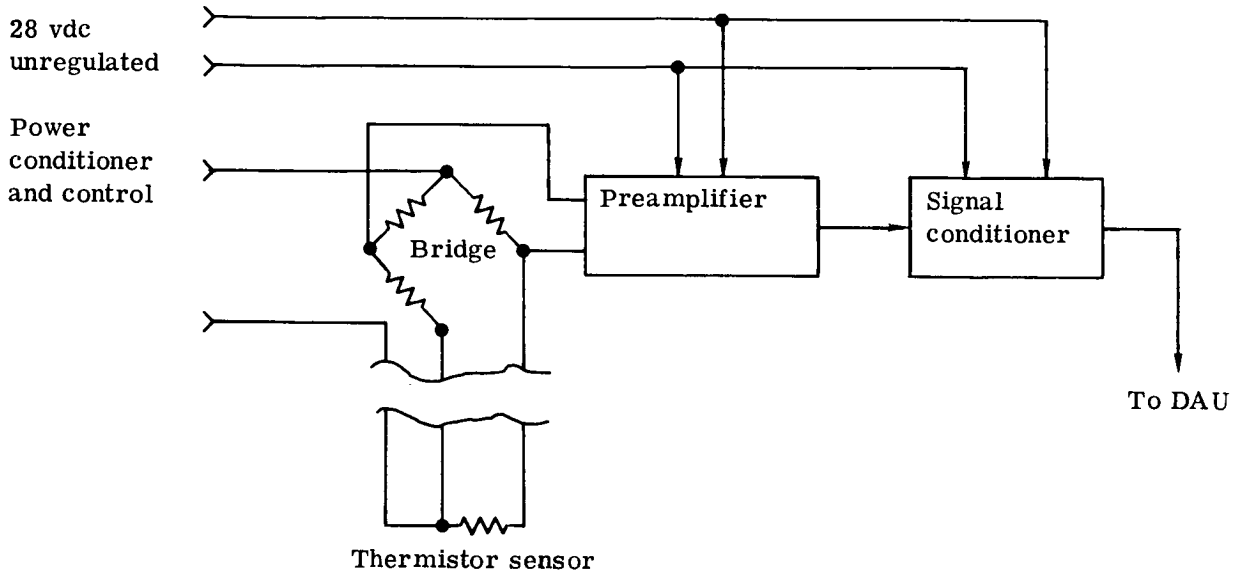 28 vdc
unregulated
Power
conditioner
and control
Preamplifier
Signal
conditioner
Bridge
To DAU
Thermistor sensor